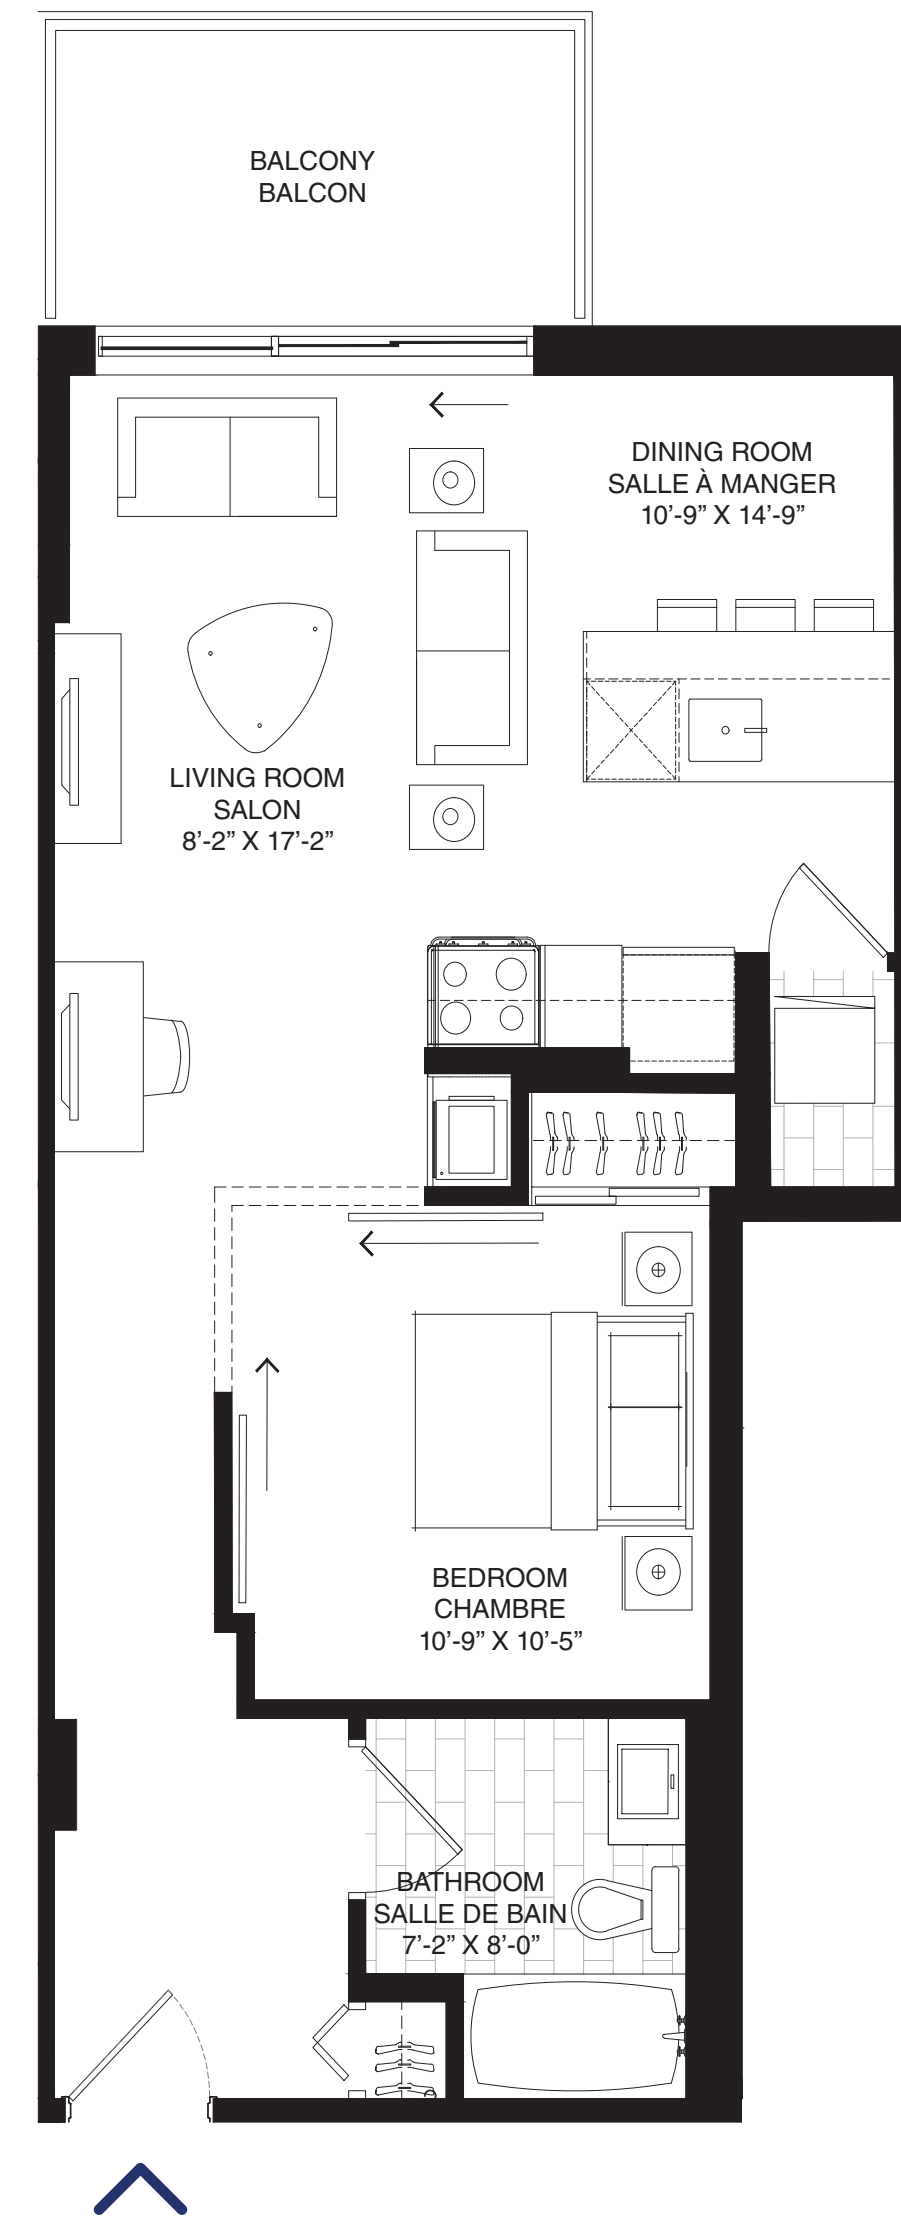 BALCONY
BALCON
DINING ROOM
SALLE À MANGER
10’-9” X 14’-9”
LIVING ROOM
SALON
8’-2” X 17’-2”
BEDROOM
CHAMBRE
10’-9” X 10’-5”
BATHROOM
SALLE DE BAIN
7’-2” X 8’-0”